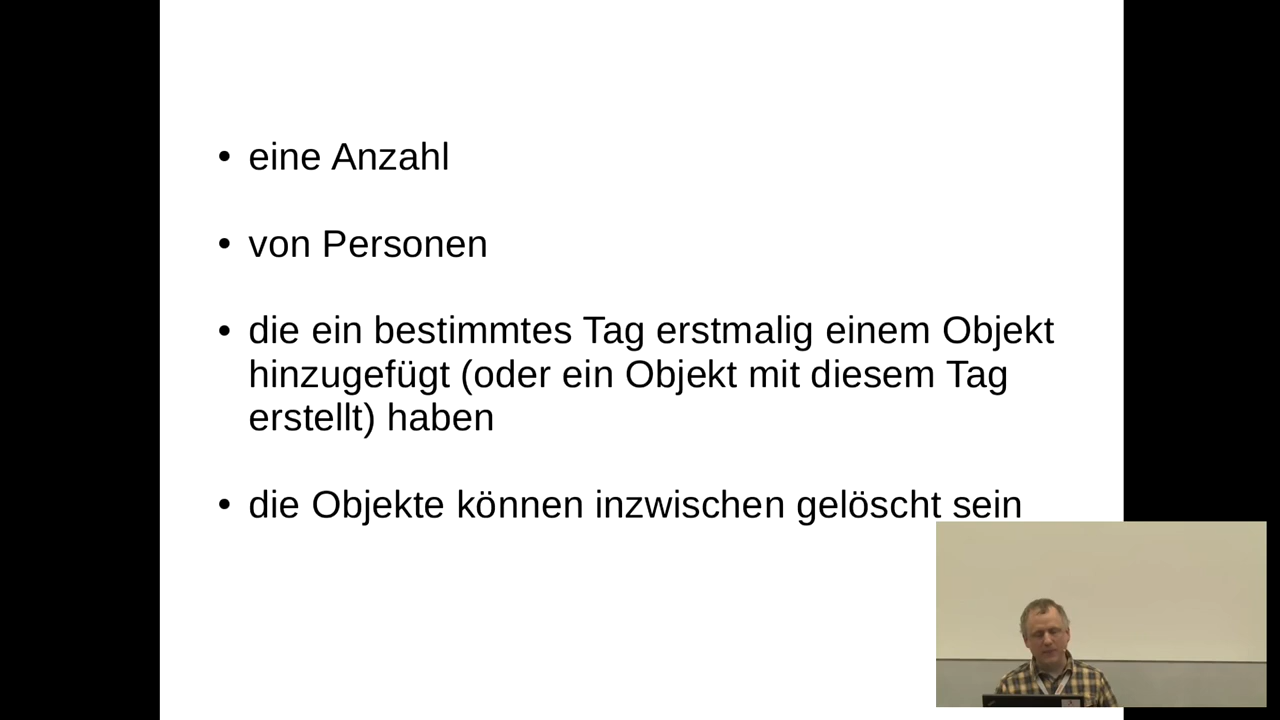 • eine Anzahl
• von Personen
• die ein bestimmtes Tag erstmalig einem Objekt
hinzugefügt (oder ein Objekt mit diesem Tag
erstellt) haben
• die Objekte können inzwischen gelöscht sein